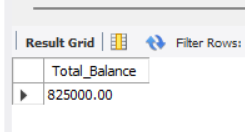 Result Grid Filter Rows:
Total_Balance
825000.00